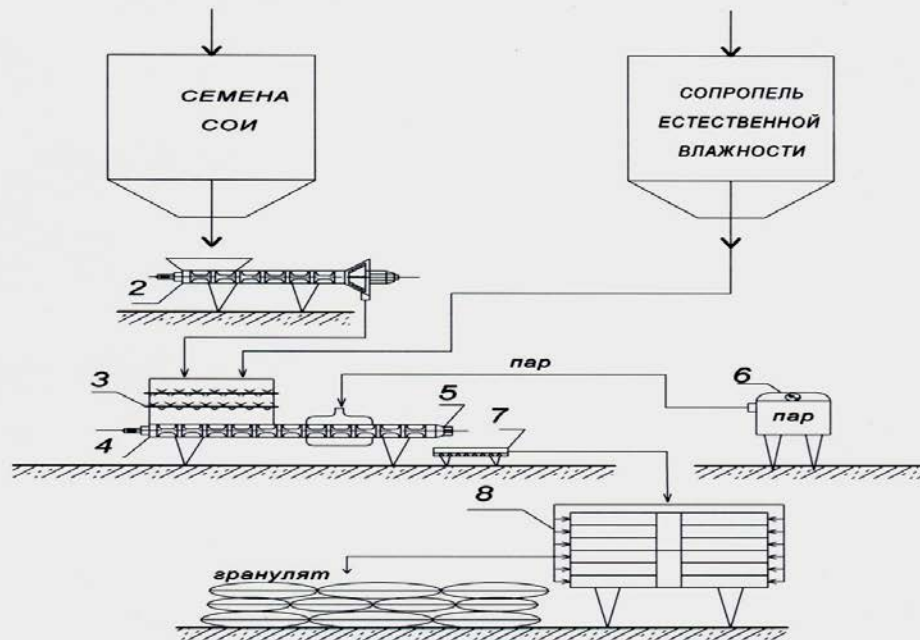 СЕМЕНА
СОИ
СОПРОПЕЛЬ
ЕСТЕСТВЕННОЙ
ВЛАЖНОСТИ
2
3
4
пар
5
6
пар
7
8
гранулят